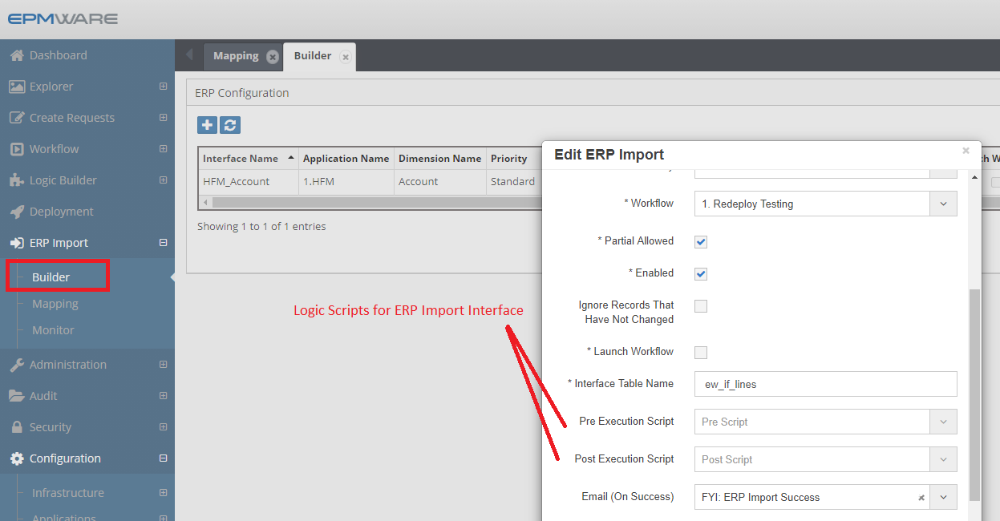 EPMWARE
Dashboard
Explorer
Create Requests
Workflow
Logic Builder
Deployment
ERP Import
Builder
Mapping
Monitor
Administration
Audit
Security
Configuration
Infrastructure
Applications
Mapping
Builder
ERP Configuration
Interface Name Application Name Dimension Name Priority
HFM_Account 1.HFM Account Standard
Showing 1 to 1 of 1 entries
Logic Scripts for ERP Import Interface
Edit ERP Import
* Workflow 1. Redeploy Testing
* Partial Allowed
* Enabled
Ignore Records That
Have Not Changed
* Launch Workflow
* Interface Table Name ew_if_lines
Pre Execution Script Pre Script
Post Execution Script Post Script
Email (On Success) FYI: ERP Import Success